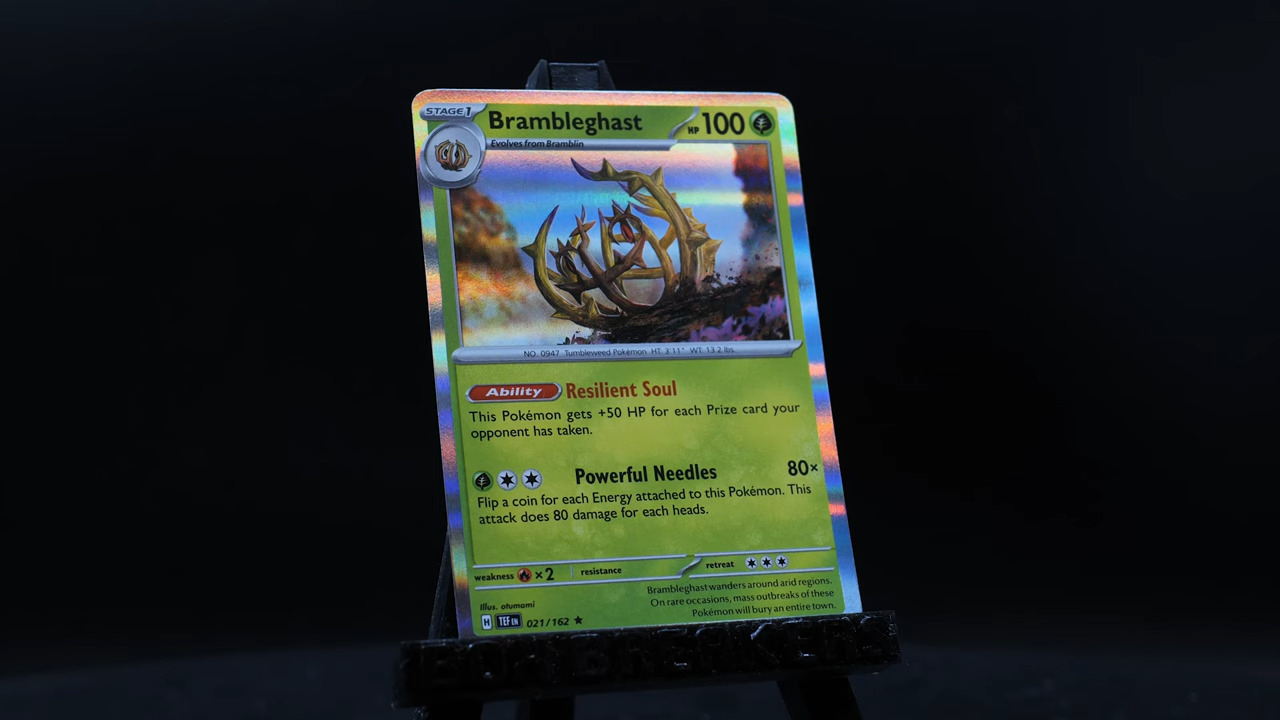 STAGE 1
Brambleghast
HP 100
Evolves from Bramblin
NO. 0947 Tumbleweed Pokémon HT: 3'11" WT: 13.2 lbs.
Ability Resilient Soul
This Pokémon gets +50 HP for each Prize card your
opponent has taken.
Powerful Needles 80×
Flip a coin for each Energy attached to this Pokémon. This
attack does 80 damage for each heads.
weakness ×2 resistance retreat
Brambleghast wanders around arid regions.
On rare occasions, mass outbreaks of these
Pokémon will bury an entire town.
Illus. otumami
H TEF EN 021/162 ★